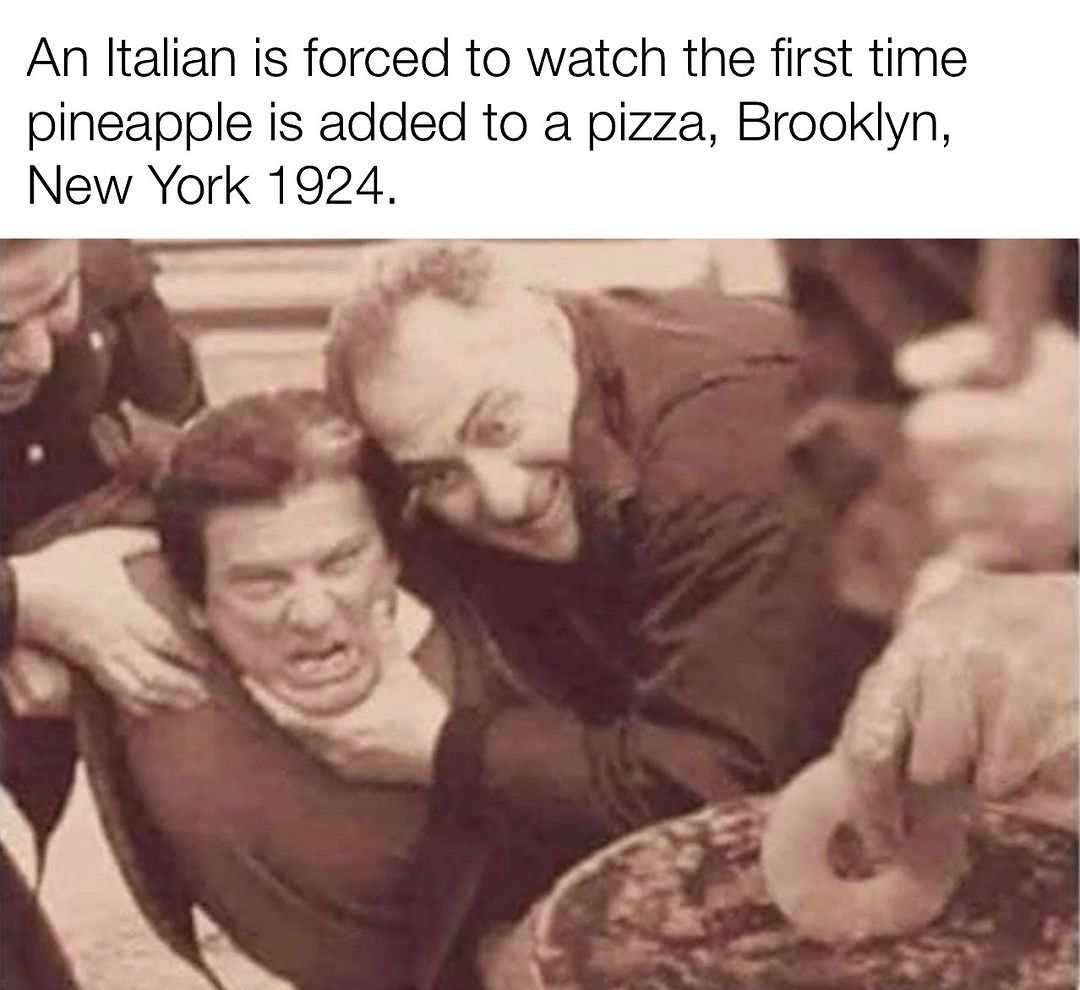 An Italian is forced to watch the first time
pineapple is added to a pizza, Brooklyn,
New York 1924.